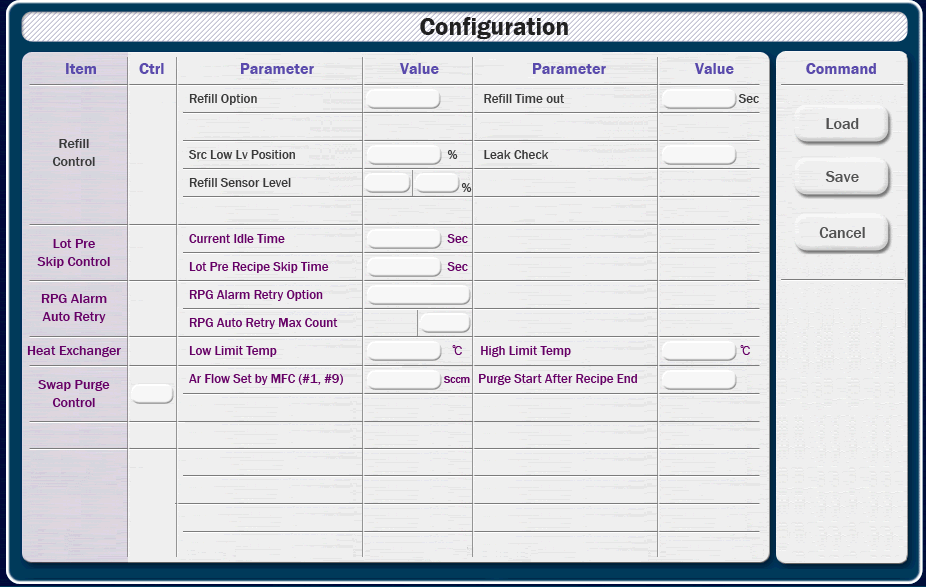 Configuration
Item Ctrl Parameter Value Parameter Value Command
Refill Option Refill Time out Sec
Load
Refill
Control
Src Low Lv Position % Leak Check
Save
Refill Sensor Level %
Cancel
Lot Pre
Skip Control
Current Idle Time Sec
Lot Pre Recipe Skip Time Sec
RPG Alarm
Auto Retry
RPG Alarm Retry Option
RPG Auto Retry Max Count
Heat Exchanger Low Limit Temp ℃ High Limit Temp ℃
Swap Purge
Control
Ar Flow Set by MFC (#1, #9) Sccm Purge Start After Recipe End